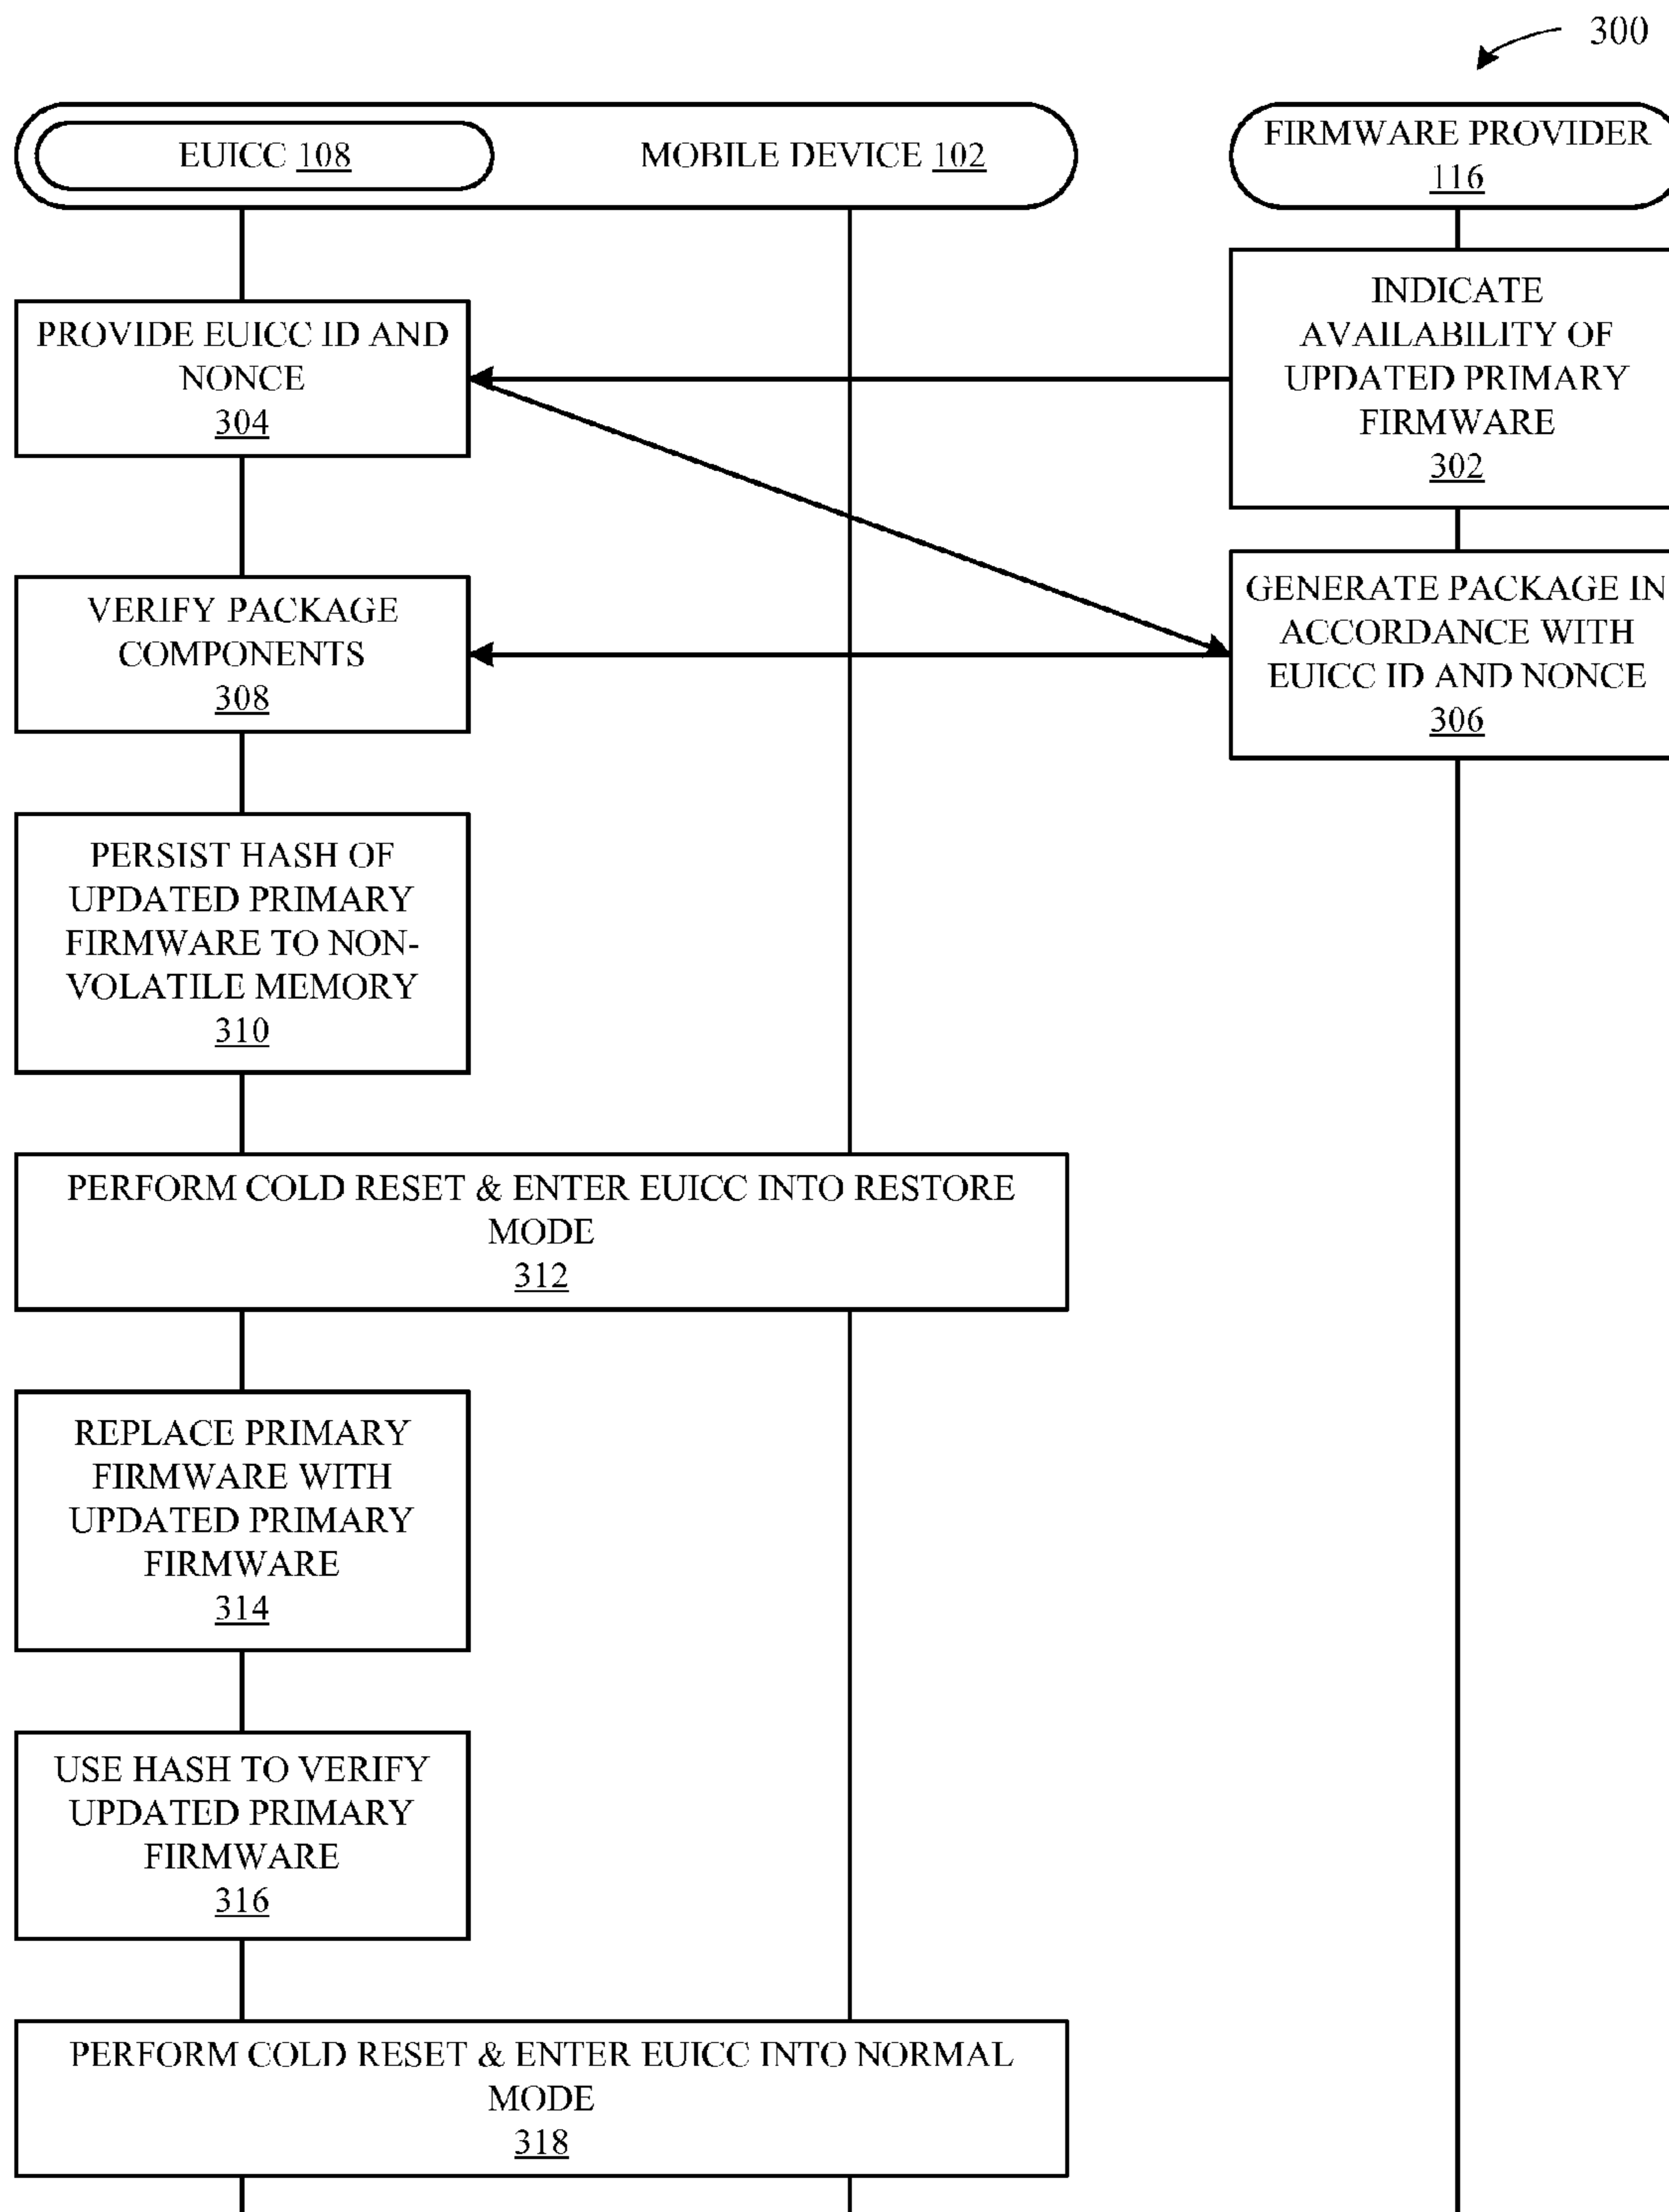 300
EUICC 108
MOBILE DEVICE 102
FIRMWARE PROVIDER
116
INDICATE
AVAILABILITY OF
UPDATED PRIMARY
FIRMWARE
302
PROVIDE EUICC ID AND
NONCE
304
GENERATE PACKAGE IN
ACCORDANCE WITH
EUICC ID AND NONCE
306
VERIFY PACKAGE
COMPONENTS
308
PERSIST HASH OF
UPDATED PRIMARY
FIRMWARE TO NON-
VOLATILE MEMORY
310
PERFORM COLD RESET & ENTER EUICC INTO RESTORE
MODE
312
REPLACE PRIMARY
FIRMWARE WITH
UPDATED PRIMARY
FIRMWARE
314
USE HASH TO VERIFY
UPDATED PRIMARY
FIRMWARE
316
PERFORM COLD RESET & ENTER EUICC INTO NORMAL
MODE
318